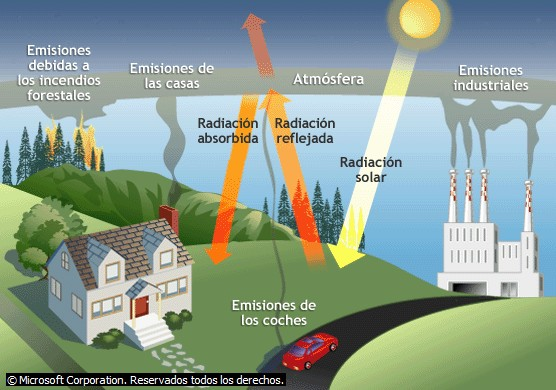 Emisiones
debidas a
los incendios
forestales
Emisiones de
las casas
Atmósfera
Emisiones
industriales
Radiación
absorbida
Radiación
reflejada
Radiación
solar
Emisiones de
los coches
© Microsoft Corporation. Reservados todos los derechos.